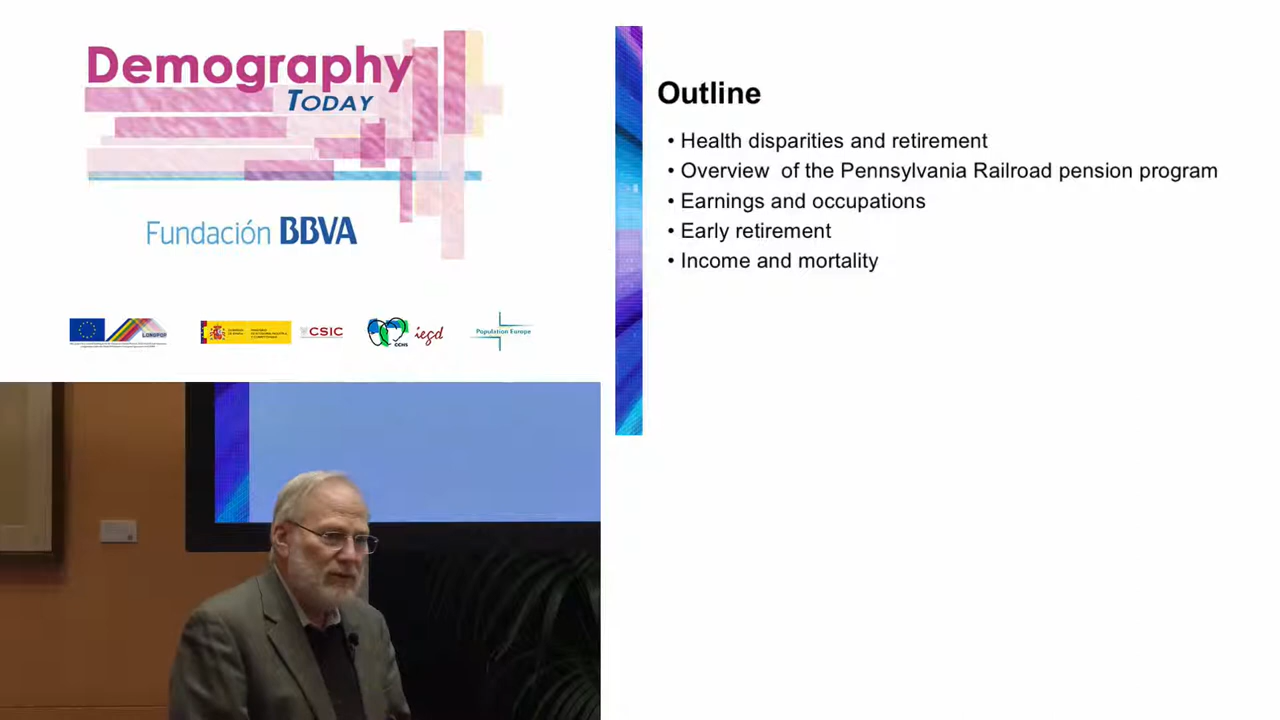 Demography
TODAY
Fundación BBVA
CSIC
CCHS
iegd
Population Europe
Outline
• Health disparities and retirement
• Overview of the Pennsylvania Railroad pension program
• Earnings and occupations
• Early retirement
• Income and mortality